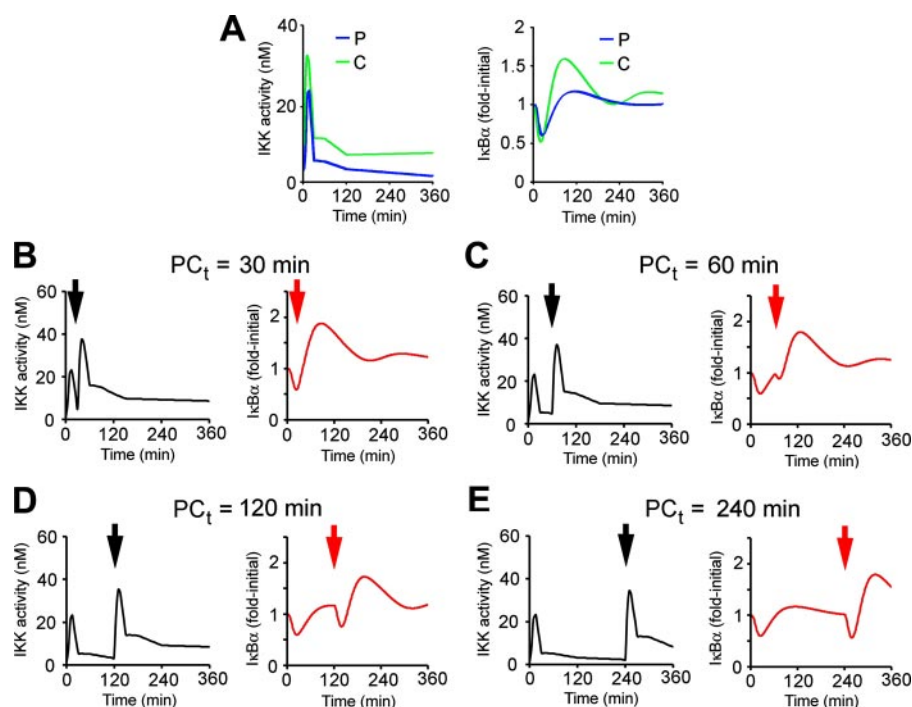 A
IKK activity (nM)
40
20
0
P
C
0 120 240 360
Time (min)
IκBα (fold-initial)
2
1.5
1
0.5
0
P
C
0 120 240 360
Time (min)
B
PCt = 30 min
IKK activity (nM)
60
40
20
0
0 120 240 360
Time (min)
IκBα (fold-initial)
2
1
0
0 120 240 360
Time (min)
C
PCt = 60 min
IKK activity (nM)
60
40
20
0
0 120 240 360
Time (min)
IκBα (fold-initial)
2
1
0
0 120 240 360
Time (min)
D
PCt = 120 min
IKK activity (nM)
60
40
20
0
0 120 240 360
Time (min)
IκBα (fold-initial)
2
1
0
0 120 240 360
Time (min)
E
PCt = 240 min
IKK activity (nM)
60
40
20
0
0 120 240 360
Time (min)
IκBα (fold-initial)
2
1
0
0 120 240 360
Time (min)